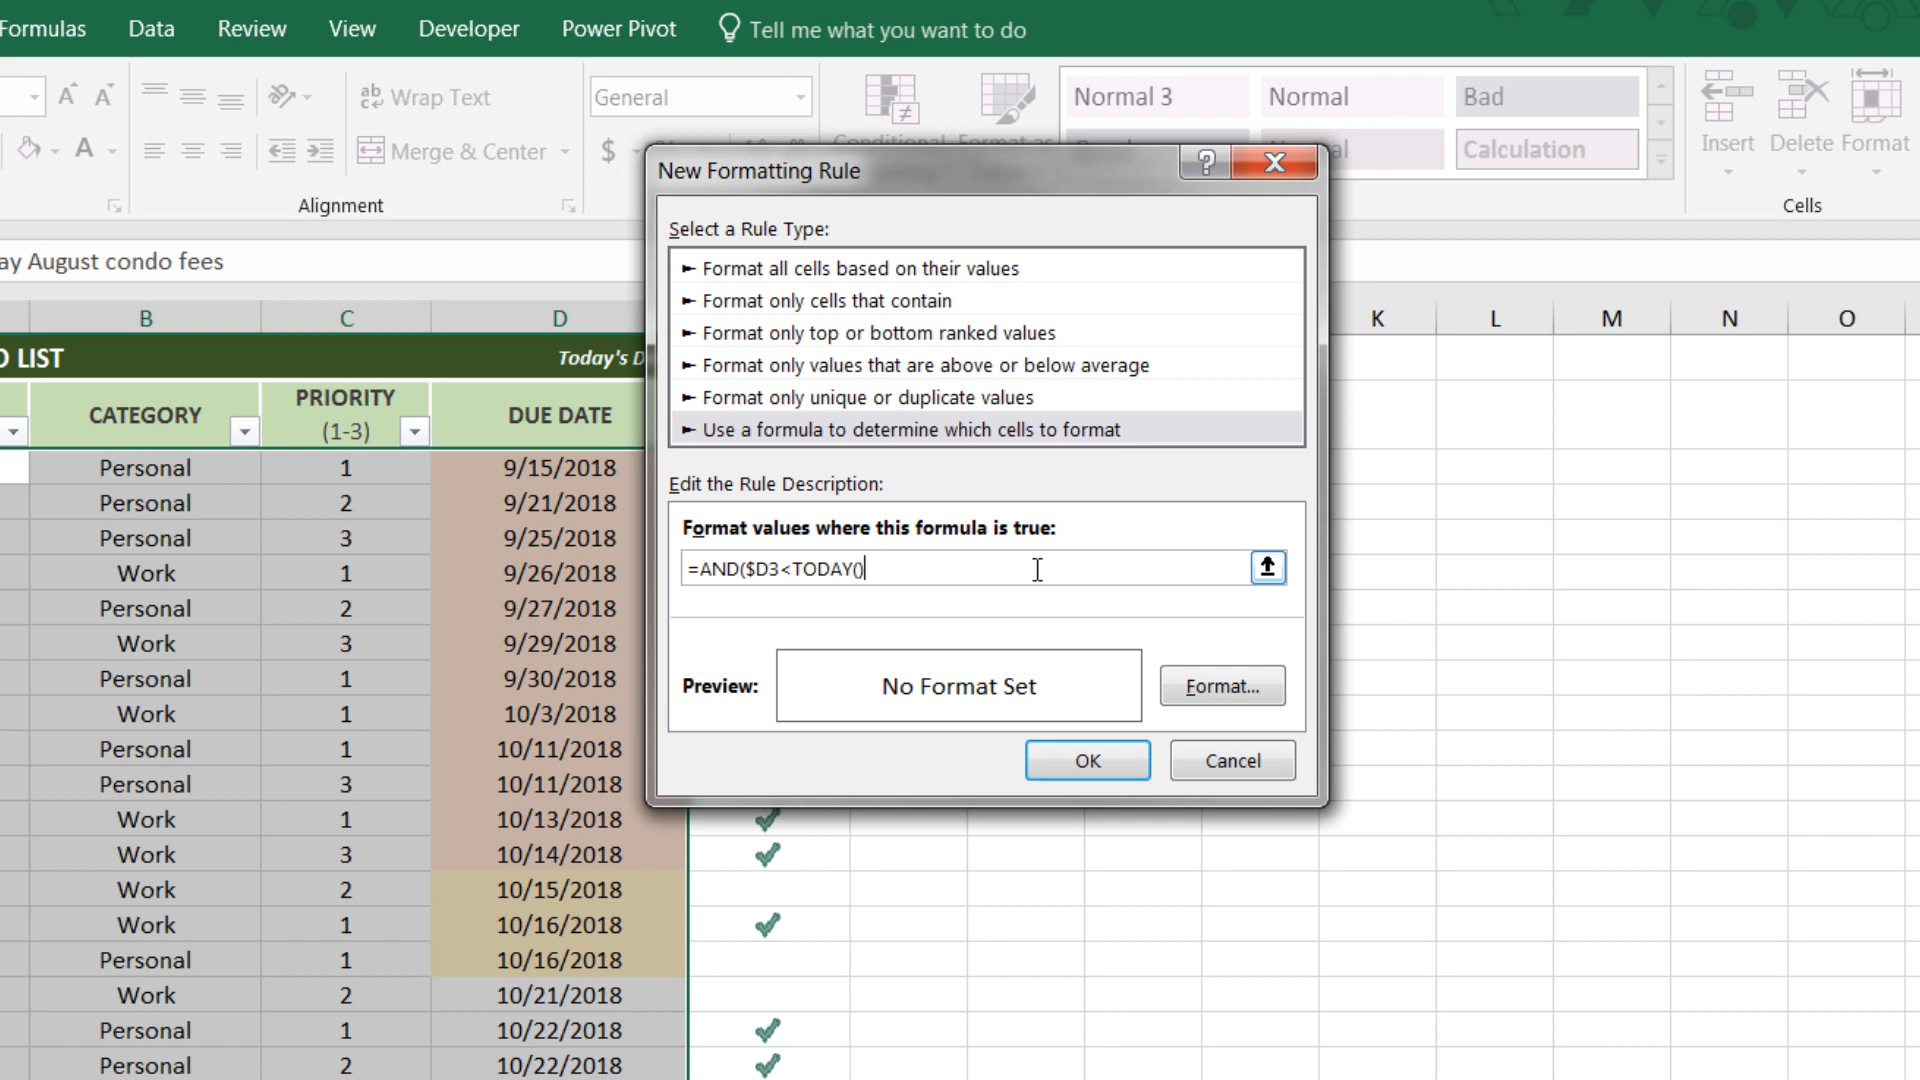 Formulas Data Review View Developer Power Pivot Tell me what you want to do
ab Wrap Text General Normal 3 Normal Bad
A Merge & Center $ Calculation Insert Delete Format
Alignment Cells
New Formatting Rule
Select a Rule Type:
ay August condo fees
► Format all cells based on their values
► Format only cells that contain
► Format only top or bottom ranked values
► Format only values that are above or below average
► Format only unique or duplicate values
► Use a formula to determine which cells to format
Edit the Rule Description:
Format values where this formula is true:
=AND($D3<TODAY()
Preview: No Format Set Format...
OK Cancel
B C D K L M N O
O LIST Today's D
CATEGORY PRIORITY (1-3) DUE DATE
Personal 1 9/15/2018
Personal 2 9/21/2018
Personal 3 9/25/2018
Work 1 9/26/2018
Personal 2 9/27/2018
Work 3 9/29/2018
Personal 1 9/30/2018
Work 1 10/3/2018
Personal 1 10/11/2018
Personal 3 10/11/2018
Work 1 10/13/2018
Work 3 10/14/2018
Work 2 10/15/2018
Work 1 10/16/2018
Personal 1 10/16/2018
Work 2 10/21/2018
Personal 1 10/22/2018
Personal 2 10/22/2018